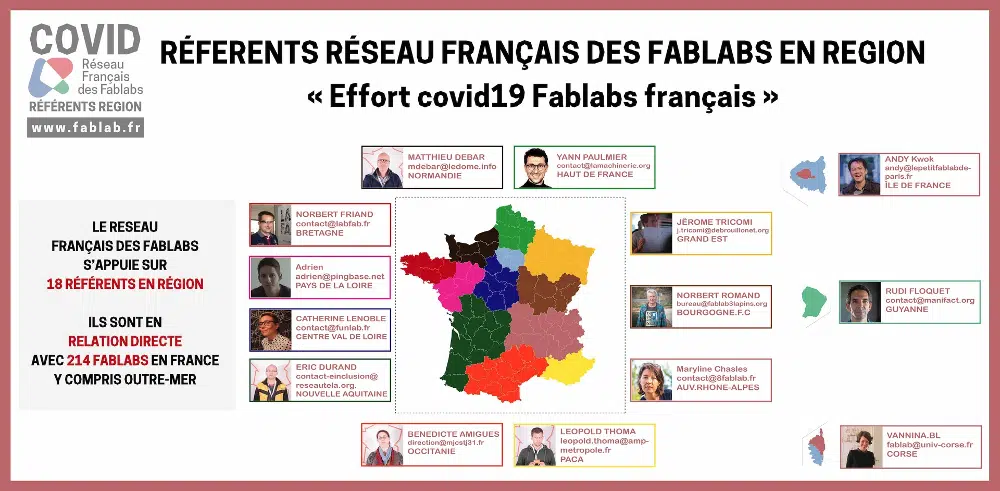 COVID
Réseau
Français
des Fablabs
RÉFÉRENTS REGION
www.fablab.fr
RÉFERENTS RÉSEAU FRANÇAIS DES FABLABS EN REGION
« Effort covid19 Fablabs français »
MATTHIEU DEBAR
mdebar@ledome.info
NORMANDIE
YANN PAULMIER
contact@lamachinerie.org
HAUT DE FRANCE
ANDY Kwok
andy@lepetitfablabde-
paris.fr
ÎLE DE FRANCE
LE RESEAU
FRANÇAIS DES FABLABS
S'APPUIE SUR
18 RÉFÉRENTS EN RÉGION
ILS SONT EN
RELATION DIRECTE
AVEC 214 FABLABS EN FRANCE
Y COMPRIS OUTRE-MER
NORBERT FRIAND
contact@labfab.fr
BRETAGNE
Adrien
adrien@pingbase.net
PAYS DE LA LOIRE
CATHERINE LENOBLE
contact@funlab.fr
CENTRE VAL DE LOIRE
ERIC DURAND
contact-einclusion@
reseautela.org.
NOUVELLE AQUITAINE
JÉROME TRICOMI
j.tricomi@debrouillonet.org
GRAND EST
NORBERT ROMAND
bureau@fablab3lapins.org
BOURGOGNE.F.C
Maryline Chasles
contact@8fablab.fr
AUV.RHONE-ALPES
RUDI FLOQUET
contact@manifact.org
GUYANNE
BENEDICTE AMIGUES
direction@mjcstj31.fr
OCCITANIE
LEOPOLD THOMA
leopold.thoma@amp-
metropole.fr
PACA
VANNINA.BL
fablab@univ-corse.fr
CORSE